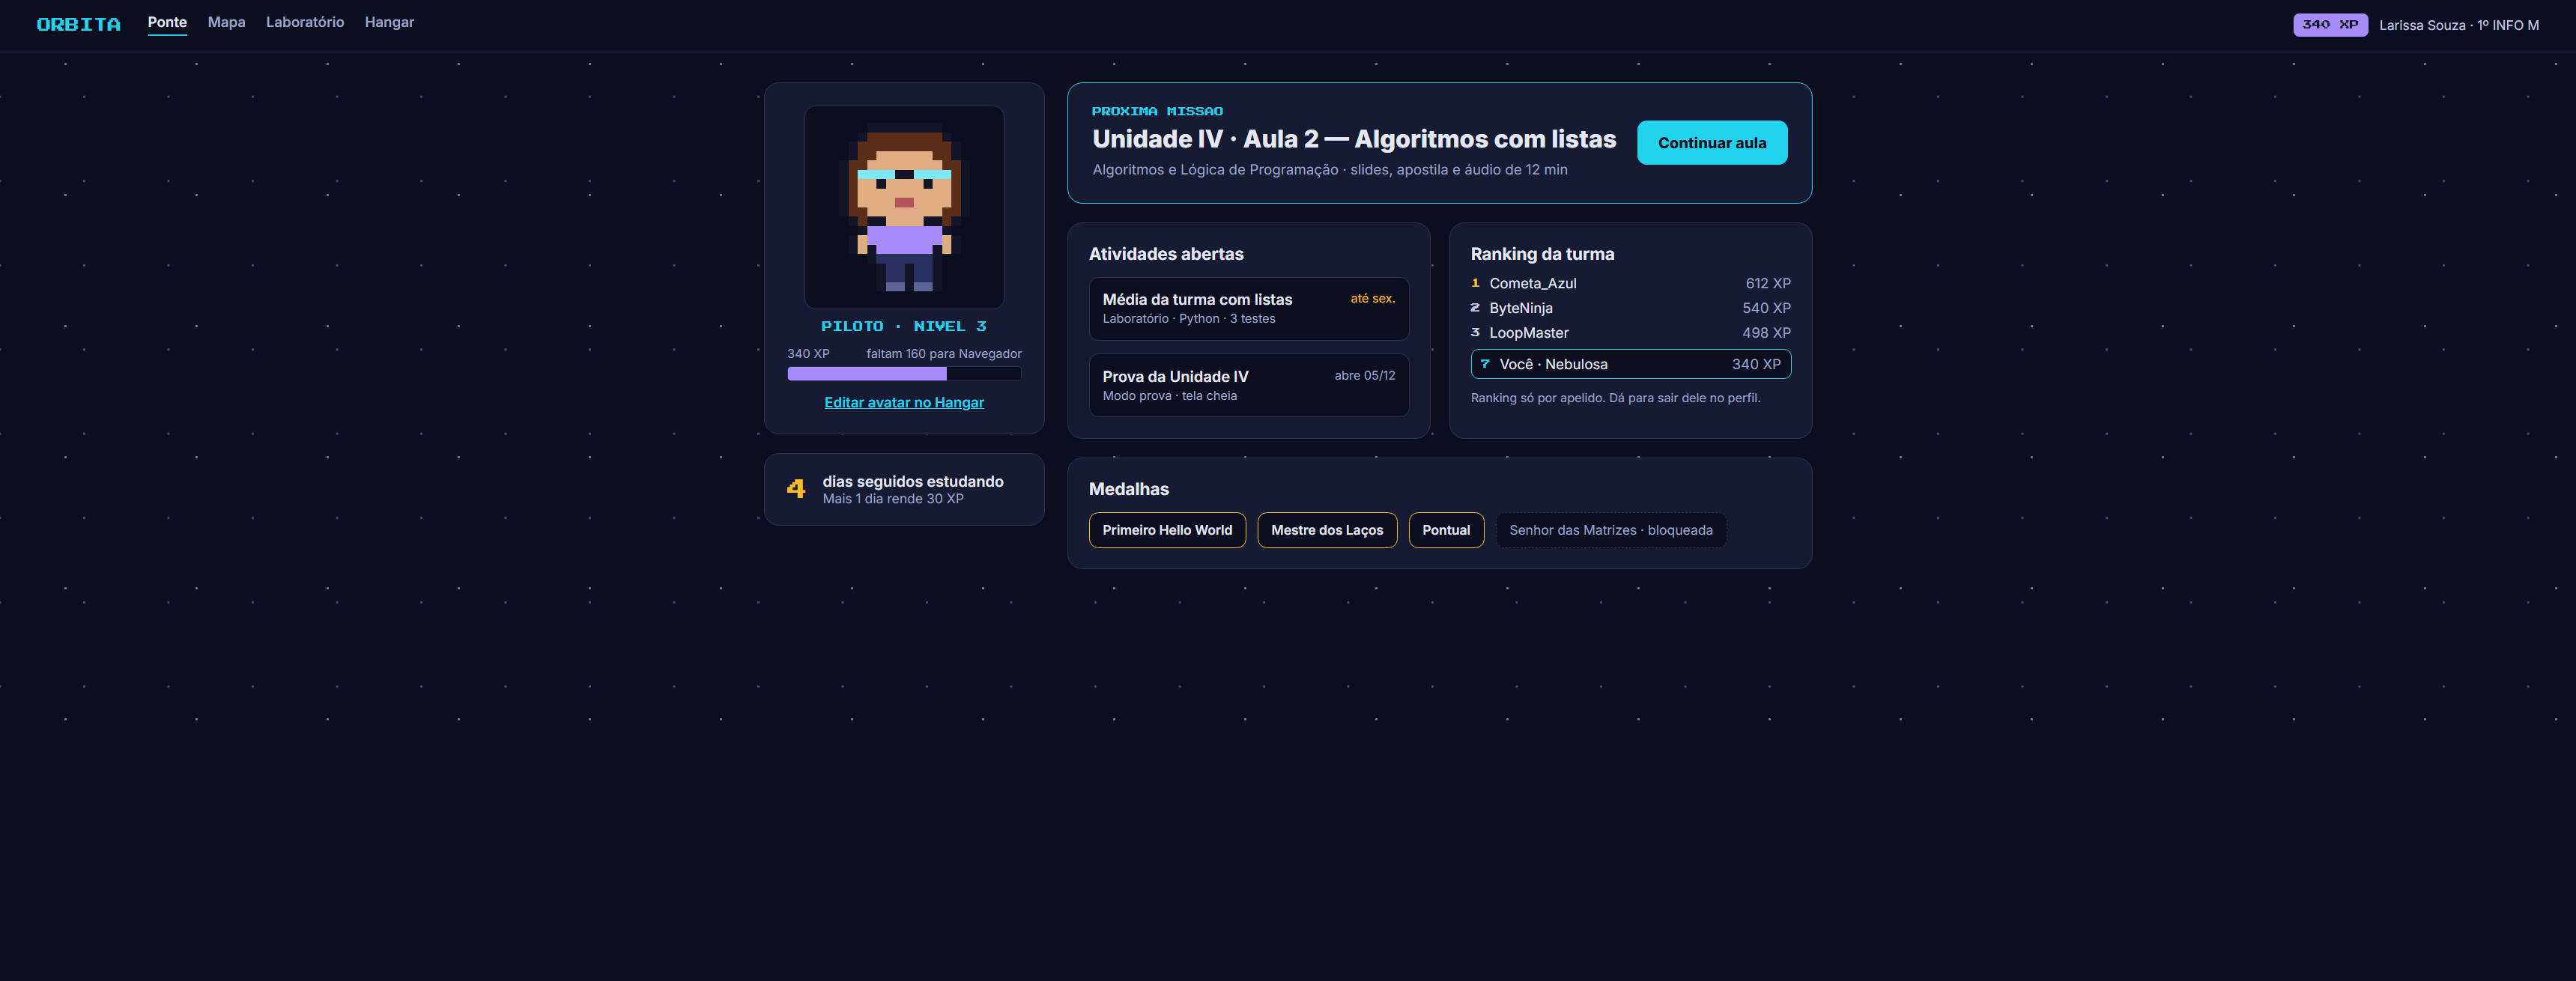 ORBITA
Ponte
Mapa
Laboratório
Hangar
340 XP
Larissa Souza · 1º INFO M
PILOTO · NIVEL 3
340 XP
faltam 160 para Navegador
Editar avatar no Hangar
4
dias seguidos estudando
Mais 1 dia rende 30 XP
PROXIMA MISSAO
Unidade IV · Aula 2 — Algoritmos com listas
Algoritmos e Lógica de Programação · slides, apostila e áudio de 12 min
Continuar aula
Atividades abertas
Média da turma com listas
até sex.
Laboratório · Python · 3 testes
Prova da Unidade IV
abre 05/12
Modo prova · tela cheia
Ranking da turma
1 Cometa_Azul 612 XP
2 ByteNinja 540 XP
3 LoopMaster 498 XP
7 Você · Nebulosa 340 XP
Ranking só por apelido. Dá para sair dele no perfil.
Medalhas
Primeiro Hello World
Mestre dos Laços
Pontual
Senhor das Matrizes · bloqueada